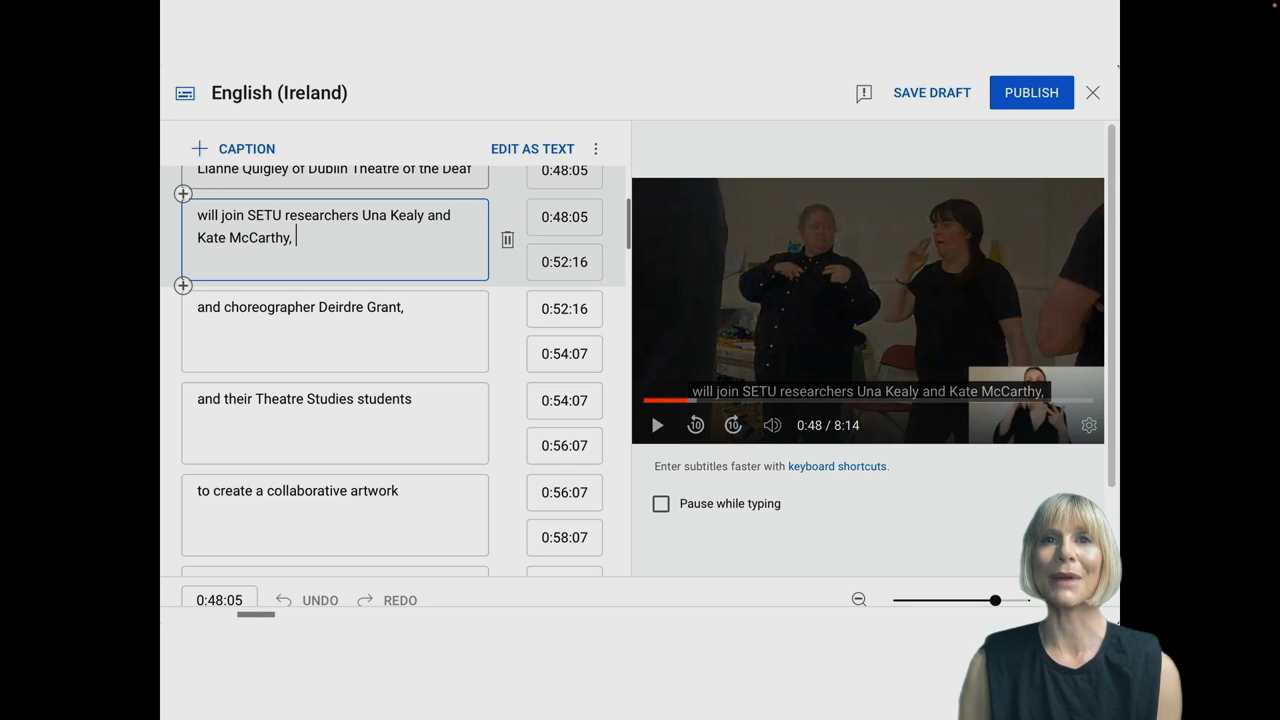 English (Ireland)
SAVE DRAFT
PUBLISH
CAPTION
EDIT AS TEXT
Lianne Quigley of Dublin Theatre of the Deaf
0:48:05
will join SETU researchers Una Kealy and
Kate McCarthy,
0:48:05
0:52:16
and choreographer Deirdre Grant,
0:52:16
0:54:07
and their Theatre Studies students
0:54:07
0:56:07
to create a collaborative artwork
0:56:07
0:58:07
will join SETU researchers Una Kealy and Kate McCarthy,
10
10
0:48 / 8:14
Enter subtitles faster with keyboard shortcuts.
Pause while typing
0:48:05
UNDO
REDO